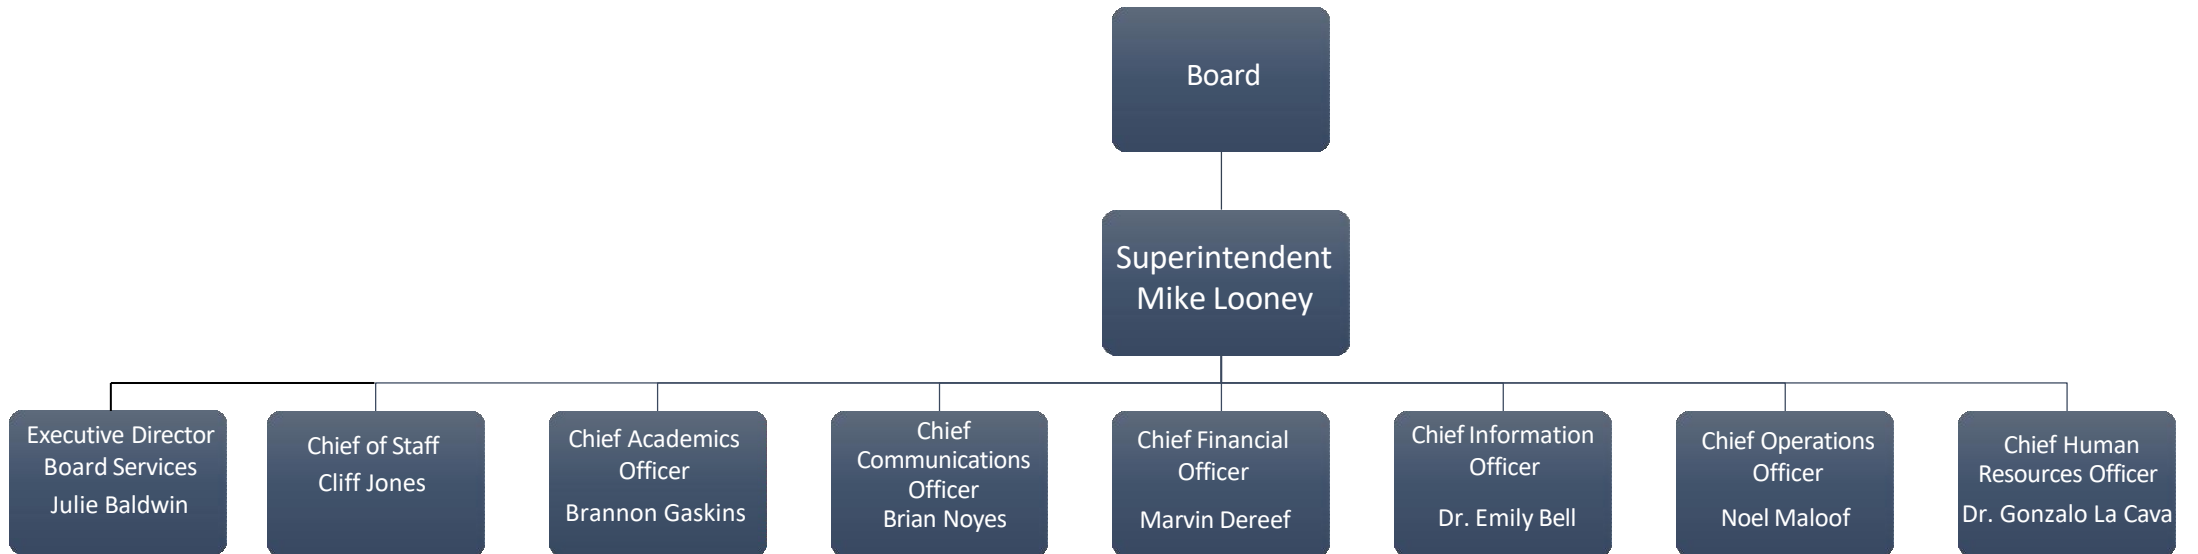 Board
Superintendent
Mike Looney
Executive Director
Board Services
Julie Baldwin
Chief of Staff
Cliff Jones
Chief Academics
Officer
Brannon Gaskins
Chief
Communications
Officer
Brian Noyes
Chief Financial
Officer
Marvin Dereef
Chief Information
Officer
Dr. Emily Bell
Chief Operations
Officer
Noel Maloof
Chief Human
Resources Officer
Dr. Gonzalo La Cava